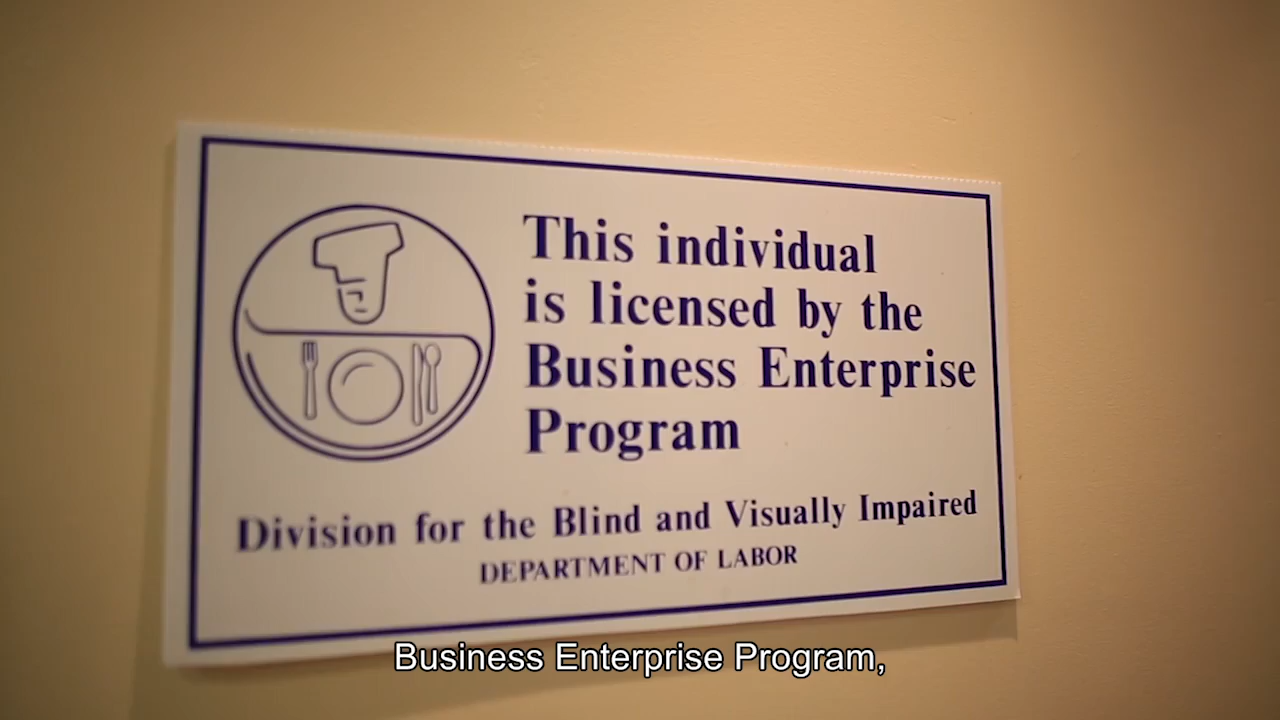 This individual
is licensed by the
Business Enterprise
Program
Division for the Blind and Visually Impaired
DEPARTMENT OF LABOR
Business Enterprise Program,